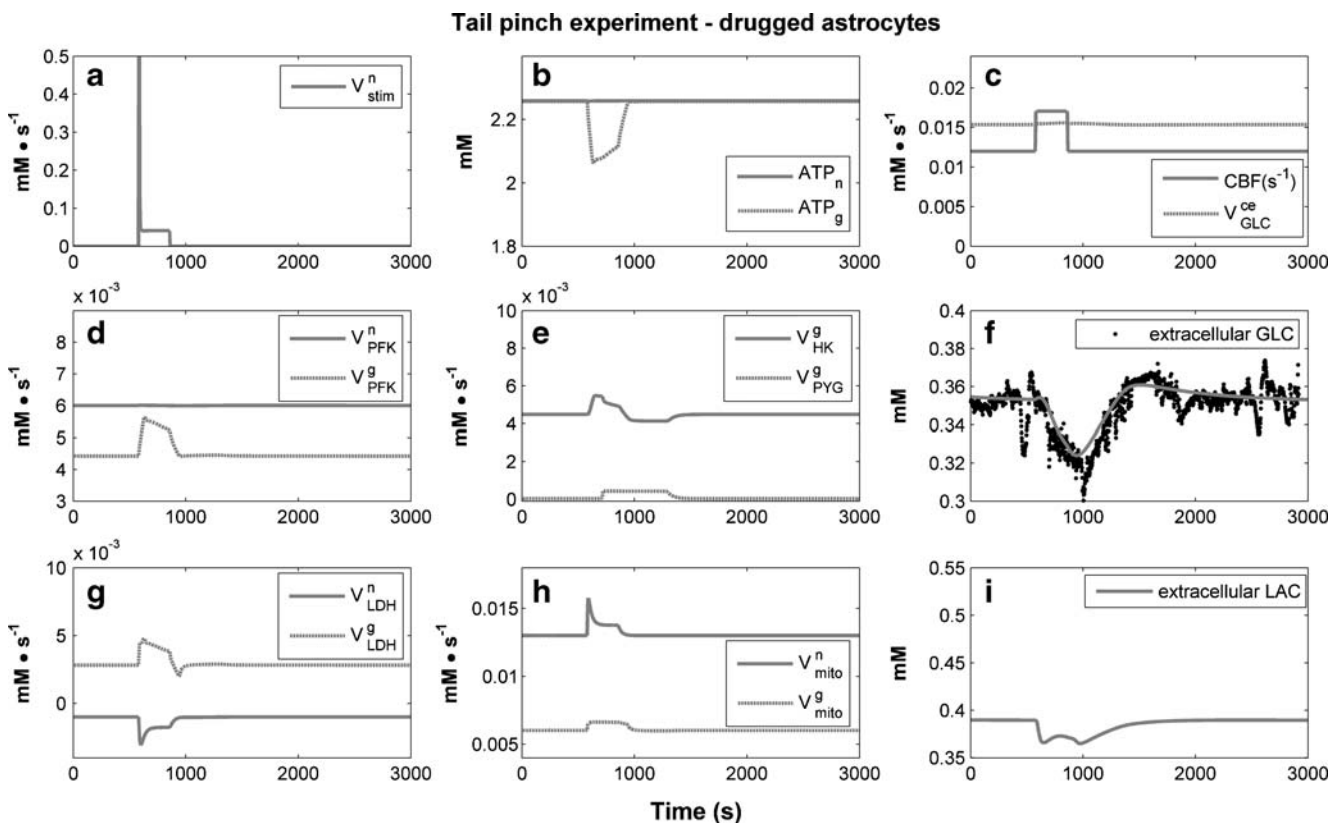 Tail pinch experiment - drugged astrocytes
a
0.5
0.4
0.3
0.2
0.1
0
mM • s⁻¹
V^n_stim
0 1000 2000 3000
b
2.2
2
1.8
mM
ATP_n
ATP_g
0 1000 2000 3000
c
0.02
0.015
0.01
0.005
0
mM • s⁻¹
CBF(s⁻¹)
V^ce_GLC
0 1000 2000 3000
x 10⁻³
d
9
8
7
6
5
4
3
mM • s⁻¹
V^n_PFK
V^g_PFK
0 1000 2000 3000
x 10⁻³
e
10
8
6
4
2
0
mM • s⁻¹
V^g_HK
V^g_PYG
0 1000 2000 3000
f
0.4
0.38
0.36
0.34
0.32
0.3
mM
extracellular GLC
0 1000 2000 3000
x 10⁻³
g
10
5
0
mM • s⁻¹
V^n_LDH
V^g_LDH
0 1000 2000 3000
h
0.015
0.01
0.005
mM • s⁻¹
V^n_mito
V^g_mito
0 1000 2000 3000
i
0.55
0.5
0.45
0.4
0.35
mM
extracellular LAC
0 1000 2000 3000
Time (s)